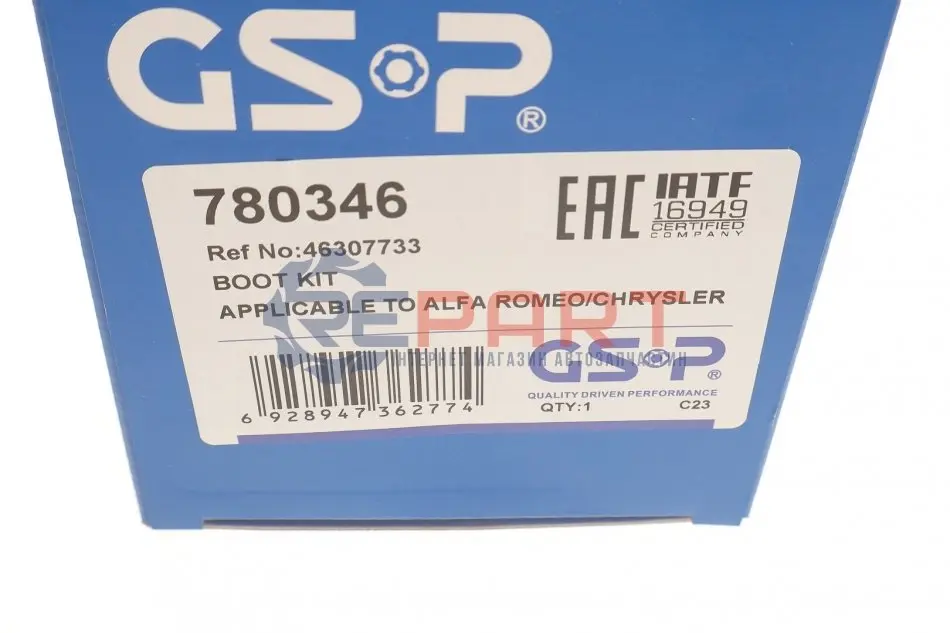 GSP®
780346
EAC
IATF
16949
CERTIFIED
COMPANY
Ref No:46307733
BOOT KIT
APPLICABLE TO ALFA ROMEO/CHRYSLER
REPART
ИНТЕРНЕТ МАГАЗИН АВТОЗАПЧАСТИН
GSP®
QUALITY DRIVEN PERFORMANCE
6 928947 362774
QTY:1 C23